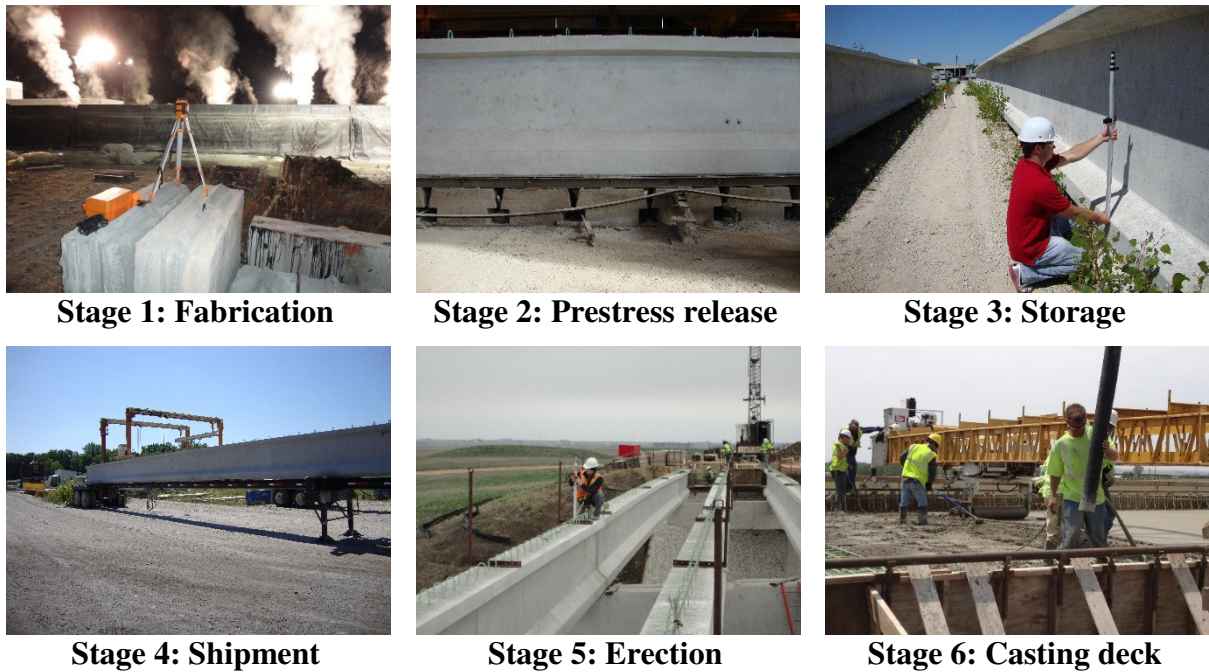 Stage 1: Fabrication
Stage 2: Prestress release
Stage 3: Storage
Stage 4: Shipment
Stage 5: Erection
Stage 6: Casting deck